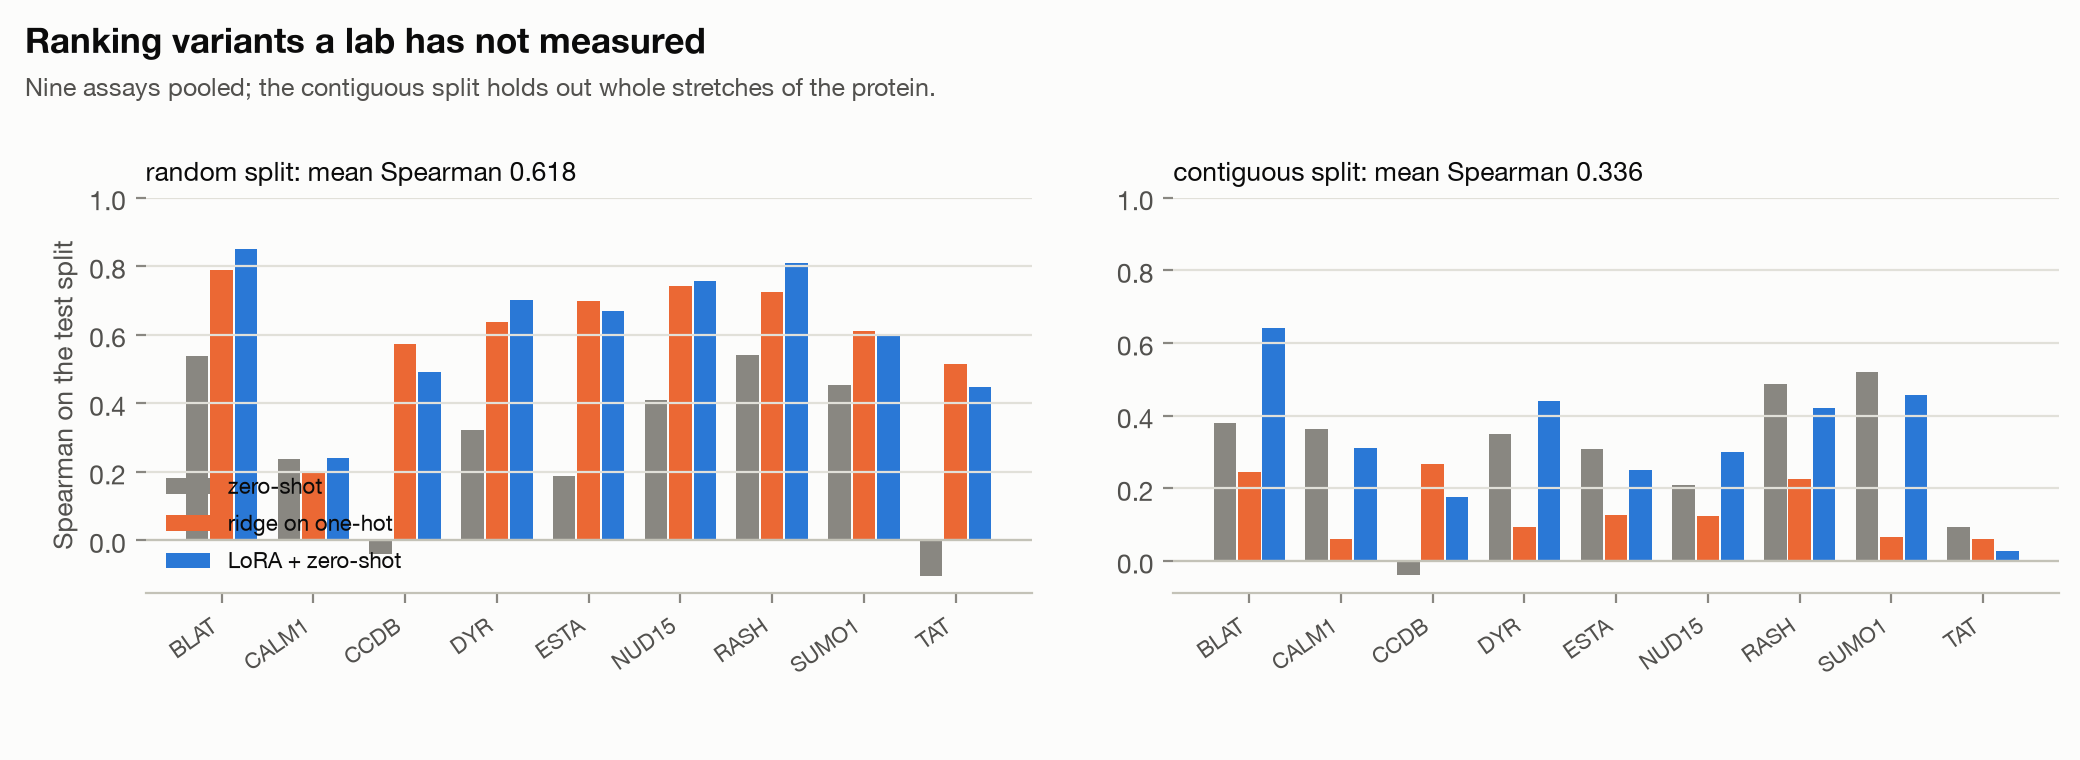 Ranking variants a lab has not measured
Nine assays pooled; the contiguous split holds out whole stretches of the protein.
random split: mean Spearman 0.618
Spearman on the test split
1.0
0.8
0.6
0.4
0.2
0.0
zero-shot
ridge on one-hot
LoRA + zero-shot
BLAT
CALM1
CCDB
DYR
ESTA
NUD15
RASH
SUMO1
TAT
contiguous split: mean Spearman 0.336
1.0
0.8
0.6
0.4
0.2
0.0
BLAT
CALM1
CCDB
DYR
ESTA
NUD15
RASH
SUMO1
TAT